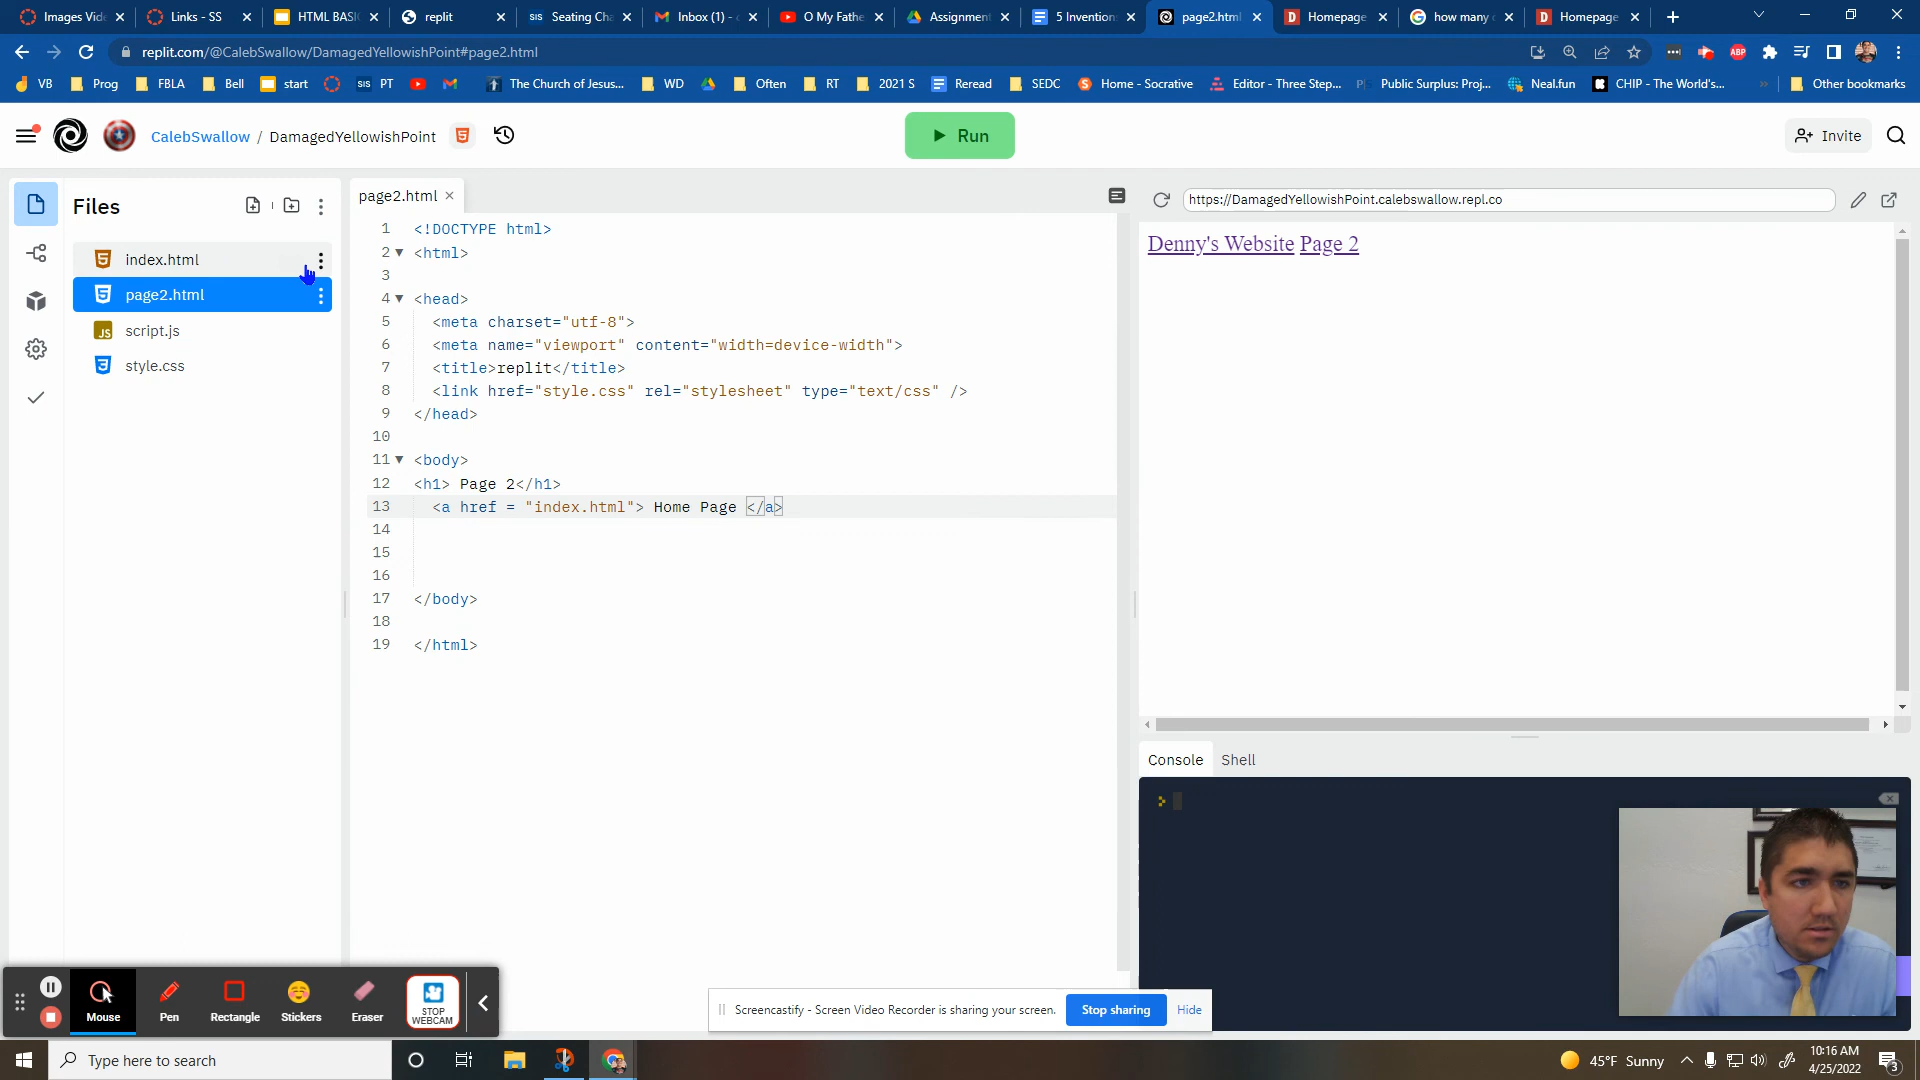 Images Vide
Links - SS
HTML BASI
replit
SIS Seating Cha
Inbox (1) -
O My Fathe
Assignment
5 Invention
page2.html
D Homepage
how many
D Homepage
replit.com/@CalebSwallow/DamagedYellowishPoint#page2.html
ABP
VB
Prog
FBLA
Bell
start
SIS PT
The Church of Jesus...
WD
Often
RT
2021 S
Reread
SEDC
Home - Socrative
Editor - Three Step...
Public Surplus: Proj...
Neal.fun
CHIP - The World's...
»
Other bookmarks
CalebSwallow / DamagedYellowishPoint
Run
Invite
Files
index.html
page2.html
JS script.js
style.css
page2.html
1 <!DOCTYPE html>
2 <html>
3
4 <head>
5 <meta charset="utf-8">
6 <meta name="viewport" content="width=device-width">
7 <title>replit</title>
8 <link href="style.css" rel="stylesheet" type="text/css" />
9 </head>
10
11 <body>
12 <h1> Page 2</h1>
13 <a href = "index.html"> Home Page </a>
14
15
16
17 </body>
18
19 </html>
https://DamagedYellowishPoint.calebswallow.repl.co
Denny's Website Page 2
Console
Shell
Mouse
Pen
Rectangle
Stickers
Eraser
STOP
WEBCAM
Screencastify - Screen Video Recorder is sharing your screen.
Stop sharing
Hide
Type here to search
45°F Sunny
10:16 AM
4/25/2022
3